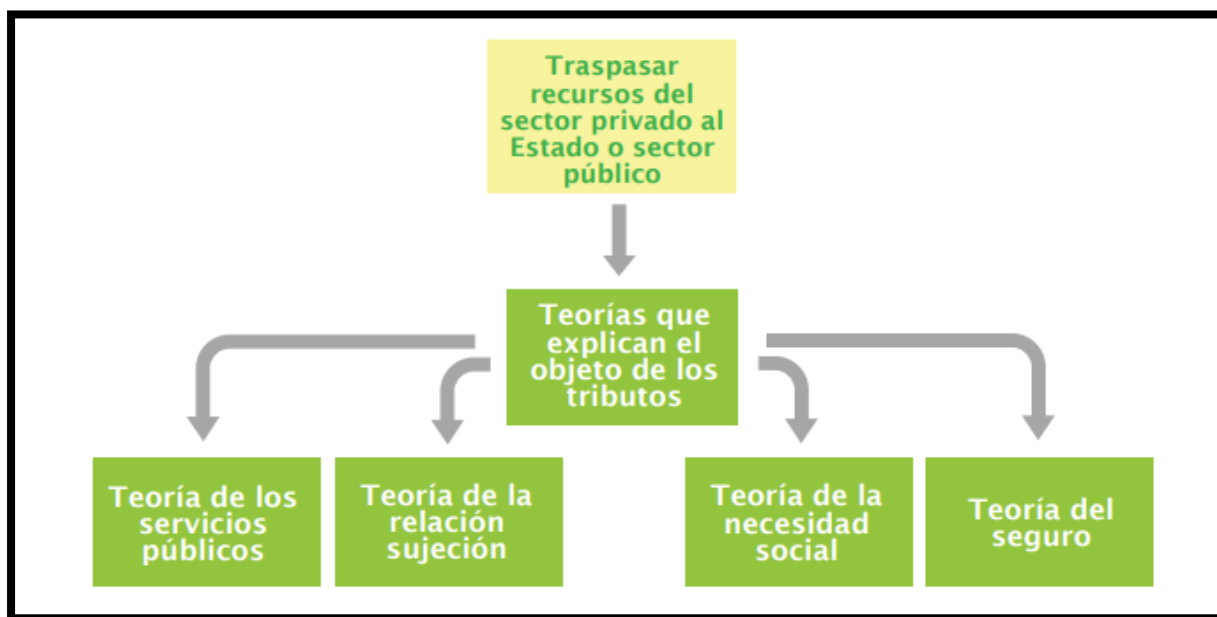 Traspasar
recursos del
sector privado al
Estado o sector
público
Teorías que
explican el
objeto de los
tributos
Teoría de los
servicios
públicos
Teoría de la
relación
sujeción
Teoría de la
necesidad
social
Teoría del
seguro